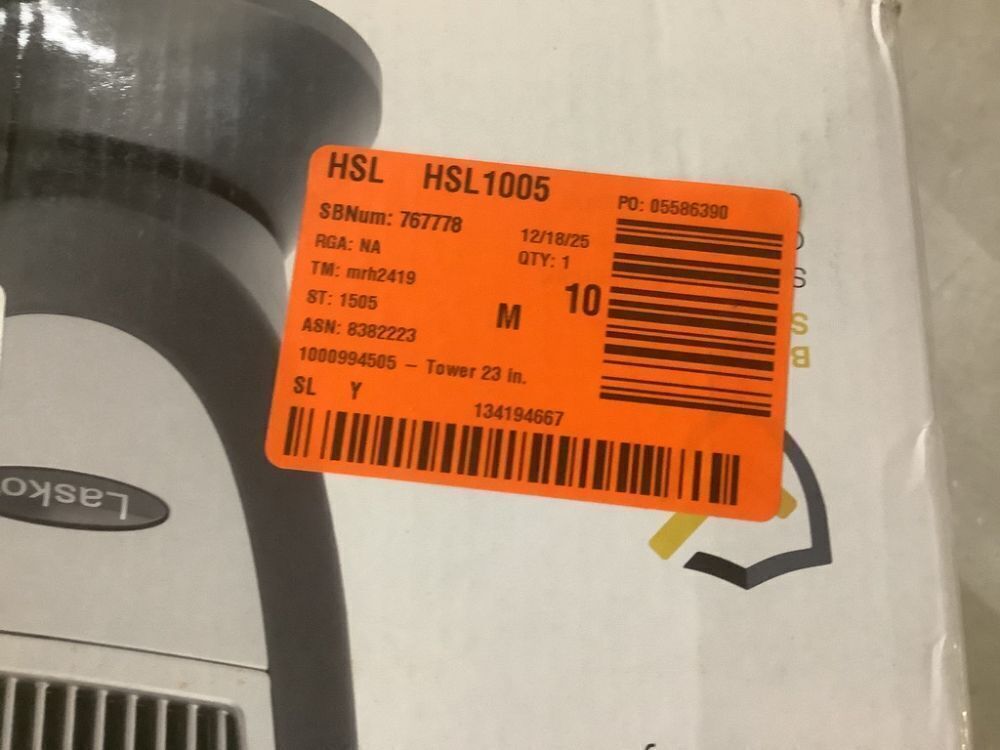 HSL HSL1005
PO: 05586390
SBNum: 767778
12/18/25
RGA: NA
QTY: 1
TM: mrh2419
ST: 1505
M 10
ASN: 8382223
1000994505 – Tower 23 in.
SL Y
134194667
Lasko